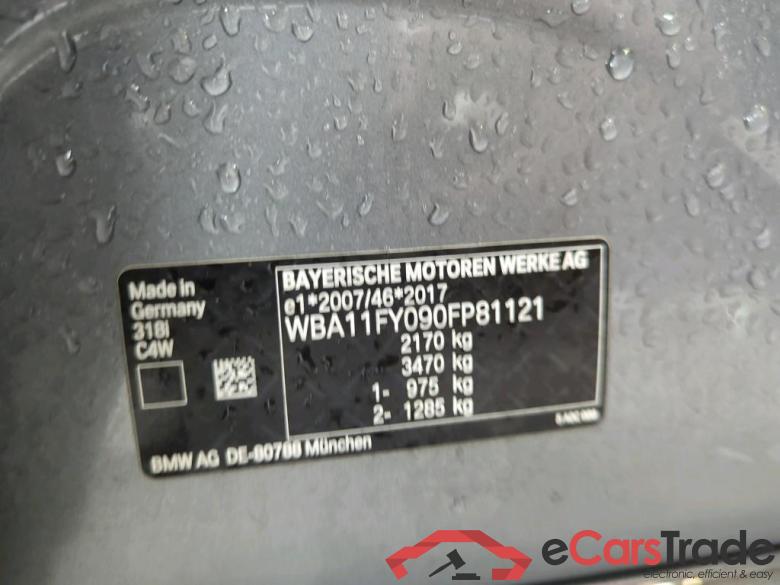 Made in
Germany
318i
C4W
BAYERISCHE MOTOREN WERKE AG
e1*2007/46*2017
WBA11FY090FP81121
2170 kg
3470 kg
1- 975 kg
2- 1285 kg
BMW AG DE-80788 München
eCarsTrade
electronic, efficient & easy